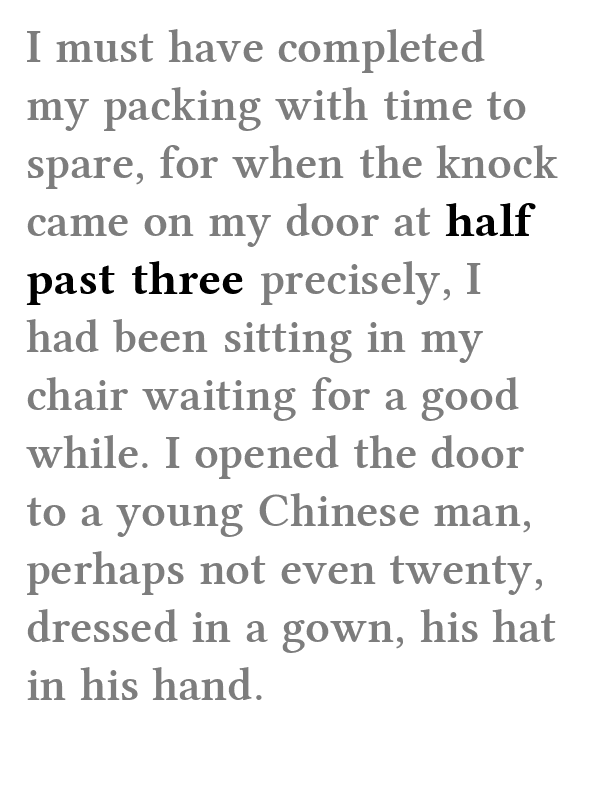 I must have completed
my packing with time to
spare, for when the knock
came on my door at half
past three precisely, I
had been sitting in my
chair waiting for a good
while. I opened the door
to a young Chinese man,
perhaps not even twenty,
dressed in a gown, his hat
in his hand.